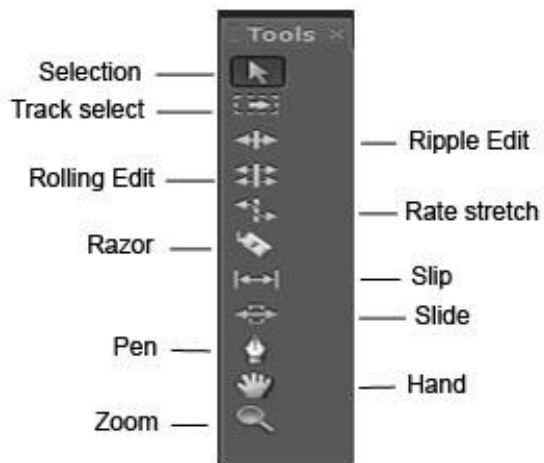 Tools
Selection
Track select
Ripple Edit
Rolling Edit
Rate stretch
Razor
Slip
Slide
Pen
Hand
Zoom